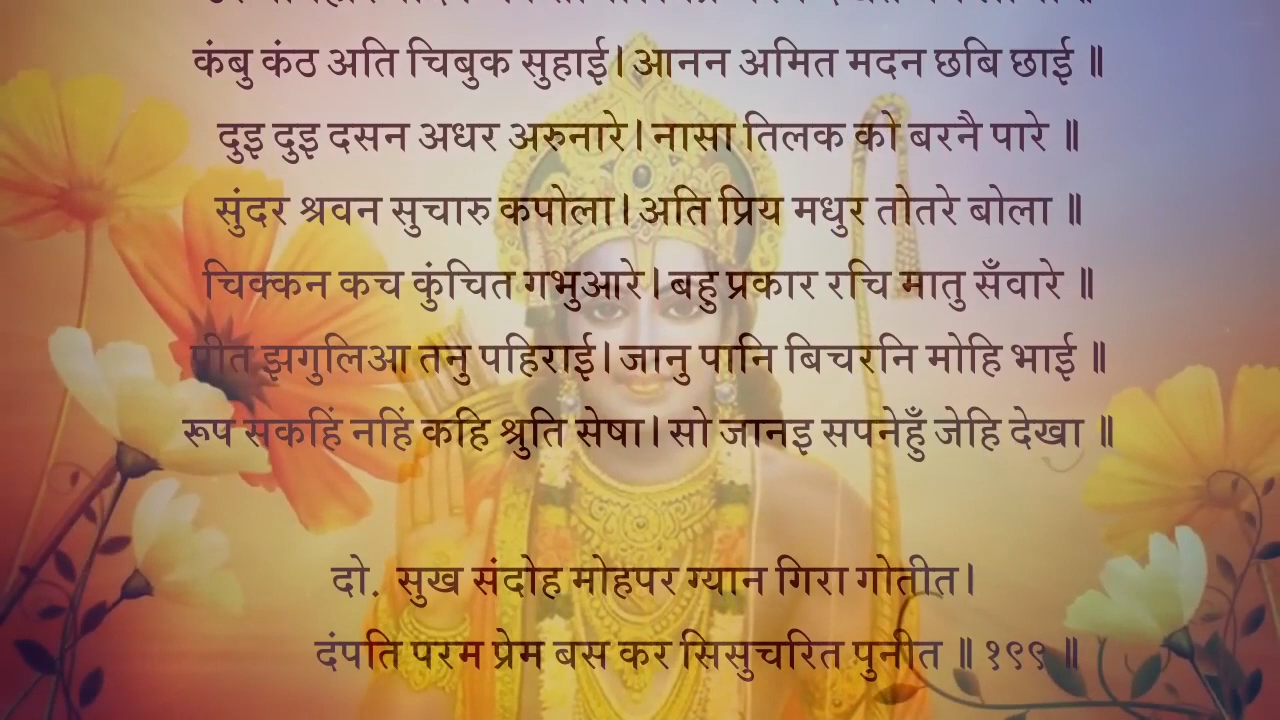 कंबु कंठ अति चिबुक सुहाई। आनन अमित मदन छबि छाई ॥
दुइ दुइ दसन अधर अरुनारे। नासा तिलक को बरनै पारे ॥
सुंदर श्रवन सुचारु कपोला। अति प्रिय मधुर तोतरे बोला ॥
चिक्कन कच कुंचित गभुआरे। बहु प्रकार रचि मातु सँवारे ॥
पीत झगुलिआ तनु पहिराई। जानु पानि बिचरनि मोहि भाई ॥
रूप सकहिं नहिं कहि श्रुति सेषा। सो जानइ सपनेहुँ जेहि देखा ॥
दो. सुख संदोह मोहपर ग्यान गिरा गोतीत।
दंपति परम प्रेम बस कर सिसुचरित पुनीत ॥ १९९ ॥